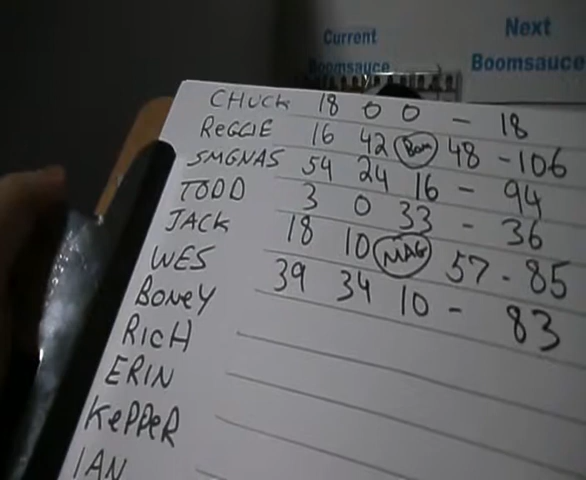 Current
Boomsauce
Next
Boomsauce
CHUCK 18 0 0 - 18
ReGGIE 16 42 Bom 48 - 106
SMGNAS 54 24 16 - 94
TODD 3 0 33 - 36
JACK 18 10 MAG 57 - 85
WES 39 34 10 - 83
BoNeY
RicH
ERIN
KePPeR
IAN